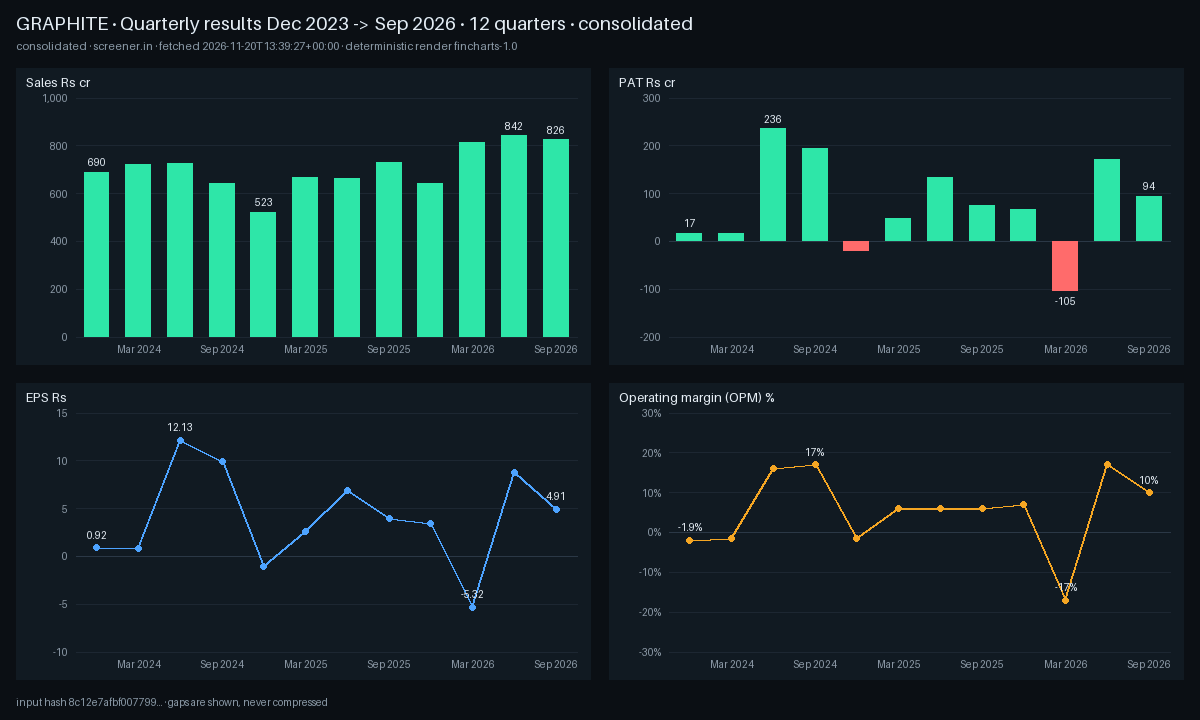 GRAPHITE · Quarterly results Dec 2023 -> Sep 2026 · 12 quarters · consolidated
consolidated · screener.in · fetched 2026-11-20T13:39:27+00:00 · deterministic render fincharts-1.0
Sales Rs cr
1,000
800
600
400
200
0
690
523
842
826
Mar 2024
Sep 2024
Mar 2025
Sep 2025
Mar 2026
Sep 2026
PAT Rs cr
300
200
100
0
-100
-200
17
236
-105
94
Mar 2024
Sep 2024
Mar 2025
Sep 2025
Mar 2026
Sep 2026
EPS Rs
15
10
5
0
-5
-10
0.92
12.13
-5.32
4.91
Mar 2024
Sep 2024
Mar 2025
Sep 2025
Mar 2026
Sep 2026
Operating margin (OPM) %
30%
20%
10%
0%
-10%
-20%
-30%
-1.9%
17%
-17%
10%
Mar 2024
Sep 2024
Mar 2025
Sep 2025
Mar 2026
Sep 2026
input hash 8c12e7afbf007799… · gaps are shown, never compressed